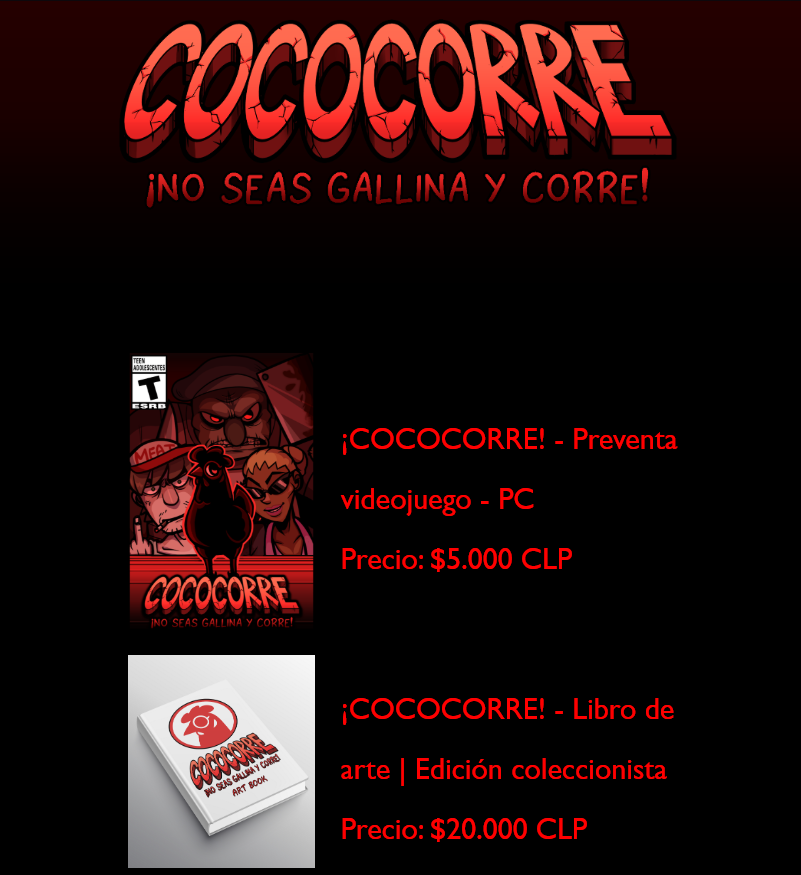 COCOCORRE
¡NO SEAS GALLINA Y CORRE!
TEEN
ADOLESCENTES
T
ESRB
MEAT
COCOCORRE
¡NO SEAS GALLINA Y CORRE!
¡COCOCORRE! - Preventa
videojuego - PC
Precio: $5.000 CLP
COCOCORRE
¡NO SEAS GALLINA Y CORRE!
ART BOOK
¡COCOCORRE! - Libro de
arte | Edición coleccionista
Precio: $20.000 CLP